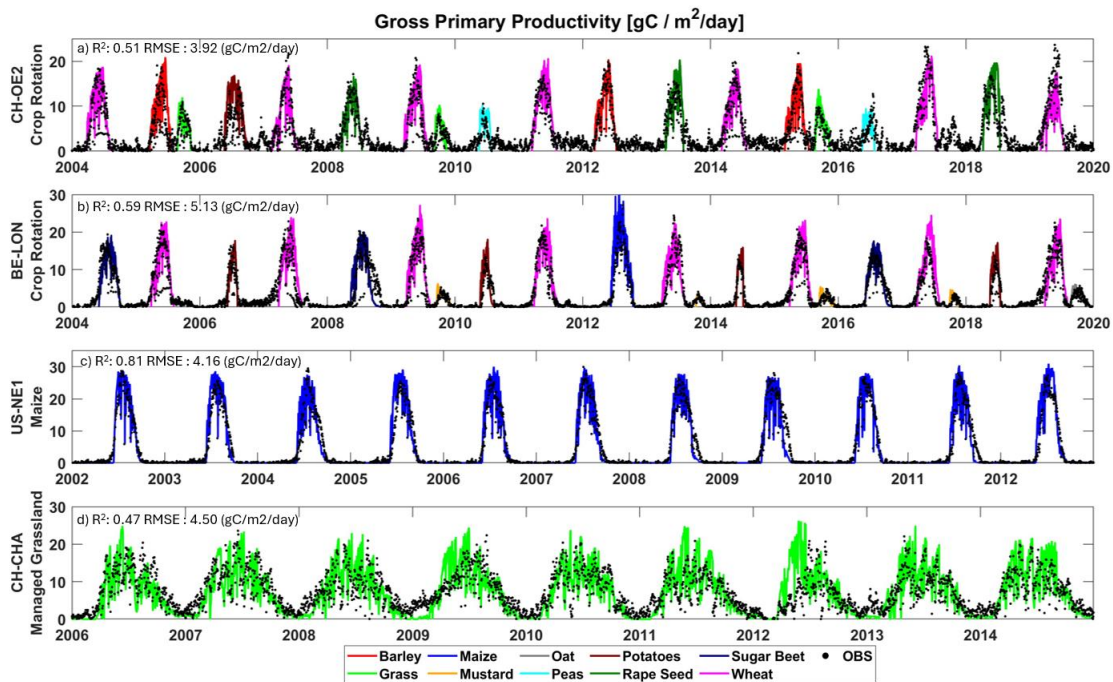 Gross Primary Productivity [gC / m²/day]
a) R²: 0.51 RMSE : 3.92 (gC/m2/day)
CH-OE2
Crop Rotation
20
10
0
2004 2006 2008 2010 2012 2014 2016 2018 2020
b) R²: 0.59 RMSE : 5.13 (gC/m2/day)
BE-LON
Crop Rotation
30
20
10
0
2004 2006 2008 2010 2012 2014 2016 2018 2020
c) R²: 0.81 RMSE : 4.16 (gC/m2/day)
US-NE1
Maize
30
20
10
0
2002 2003 2004 2005 2006 2007 2008 2009 2010 2011 2012
d) R²: 0.47 RMSE : 4.50 (gC/m2/day)
CH-CHA
Managed Grassland
30
20
10
0
2006 2007 2008 2009 2010 2011 2012 2013 2014
Barley Maize Oat Potatoes Sugar Beet OBS
Grass Mustard Peas Rape Seed Wheat